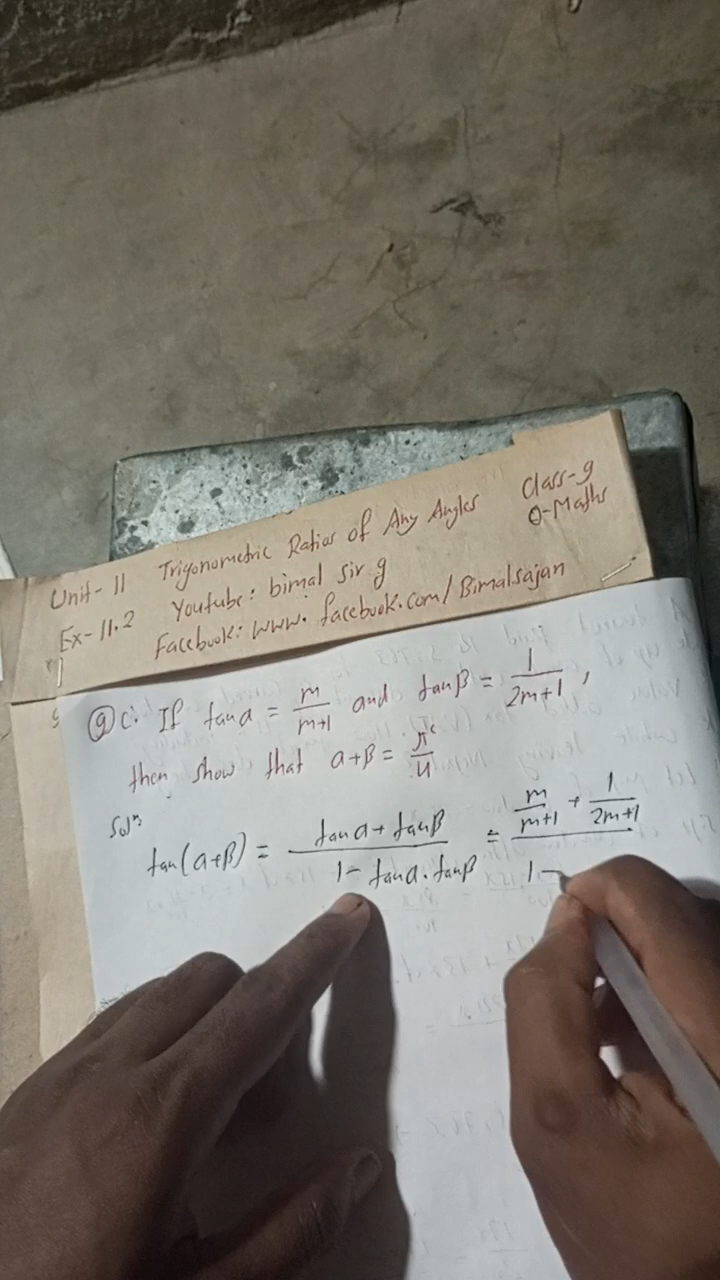 Unit- 11 Trigonometric Ratios of Any Angles Class-9
Ex- 11.2 Youtube: bimal sir g O-Maths
Facebook: www. facebook.com/Bimalsajan
9 C. If tan α = m/m+1 and tan β = 1/2m+1 ,
then show that α+β = π^c/4
Solⁿ:
tan(α+β) = tan α + tan β / 1- tan α . tan β = m/m+1 + 1/2m+1 / 1 -